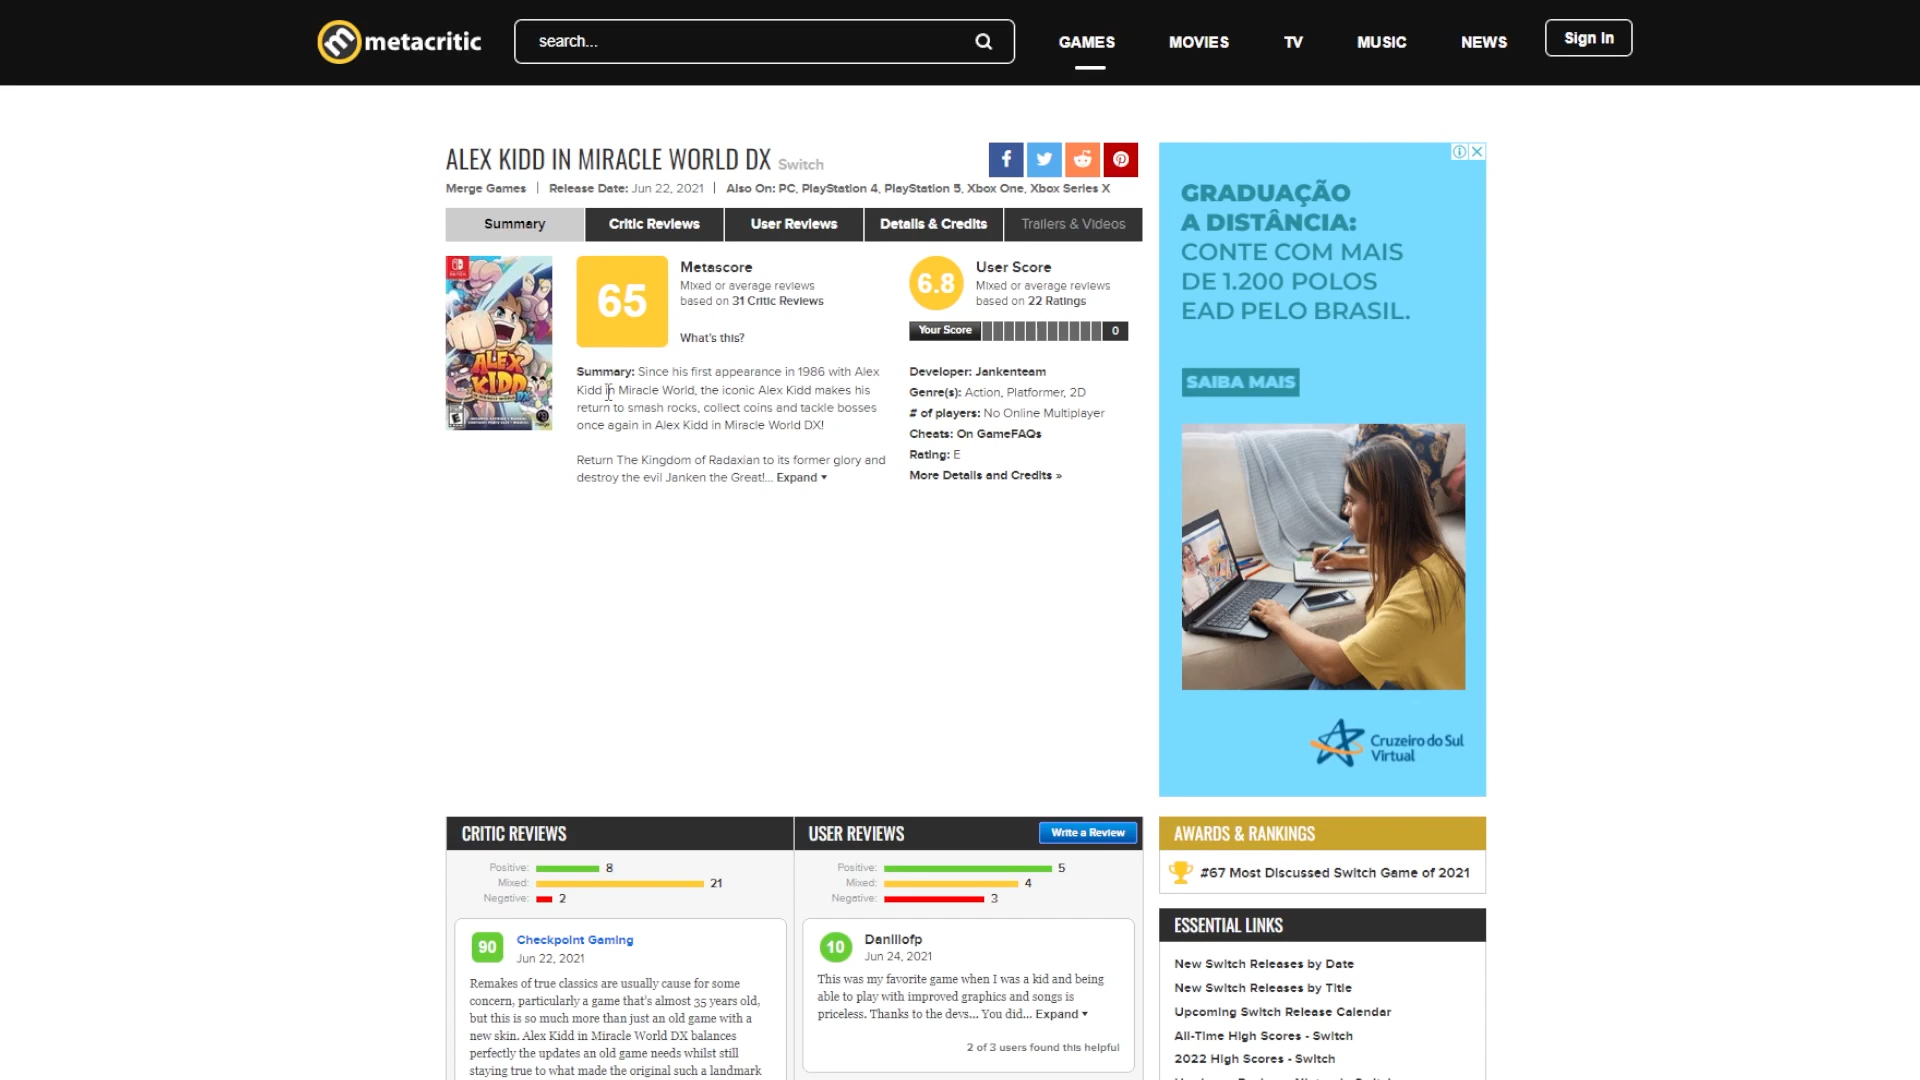 metacritic
search...
GAMES
MOVIES
TV
MUSIC
NEWS
Sign In
ALEX KIDD IN MIRACLE WORLD DX Switch
Merge Games | Release Date: Jun 22, 2021 | Also On: PC, PlayStation 4, PlayStation 5, Xbox One, Xbox Series X
Summary
Critic Reviews
User Reviews
Details & Credits
Trailers & Videos
ALEX
KIDD
DX
65
Metascore
Mixed or average reviews
based on 31 Critic Reviews
What's this?
Summary: Since his first appearance in 1986 with Alex
Kidd in Miracle World, the iconic Alex Kidd makes his
return to smash rocks, collect coins and tackle bosses
once again in Alex Kidd in Miracle World DX!
Return The Kingdom of Radaxian to its former glory and
destroy the evil Janken the Great!... Expand
6.8
User Score
Mixed or average reviews
based on 22 Ratings
Your Score
0
Developer: Jankenteam
Genre(s): Action, Platformer, 2D
# of players: No Online Multiplayer
Cheats: On GameFAQs
Rating: E
More Details and Credits »
GRADUAÇÃO
A DISTÂNCIA:
CONTE COM MAIS
DE 1.200 POLOS
EAD PELO BRASIL.
SAIBA MAIS
Cruzeiro do Sul
Virtual
CRITIC REVIEWS
Positive: 8
Mixed: 21
Negative: 2
90
Checkpoint Gaming
Jun 22, 2021
Remakes of true classics are usually cause for some
concern, particularly a game that's almost 35 years old,
but this is so much more than just an old game with a
new skin. Alex Kidd in Miracle World DX balances
perfectly the updates an old game needs whilst still
staying true to what made the original such a landmark
USER REVIEWS
Write a Review
Positive: 5
Mixed: 4
Negative: 3
10
Danillofp
Jun 24, 2021
This was my favorite game when I was a kid and being
able to play with improved graphics and songs is
priceless. Thanks to the devs... You did... Expand
2 of 3 users found this helpful
AWARDS & RANKINGS
#67 Most Discussed Switch Game of 2021
ESSENTIAL LINKS
New Switch Releases by Date
New Switch Releases by Title
Upcoming Switch Release Calendar
All-Time High Scores - Switch
2022 High Scores - Switch